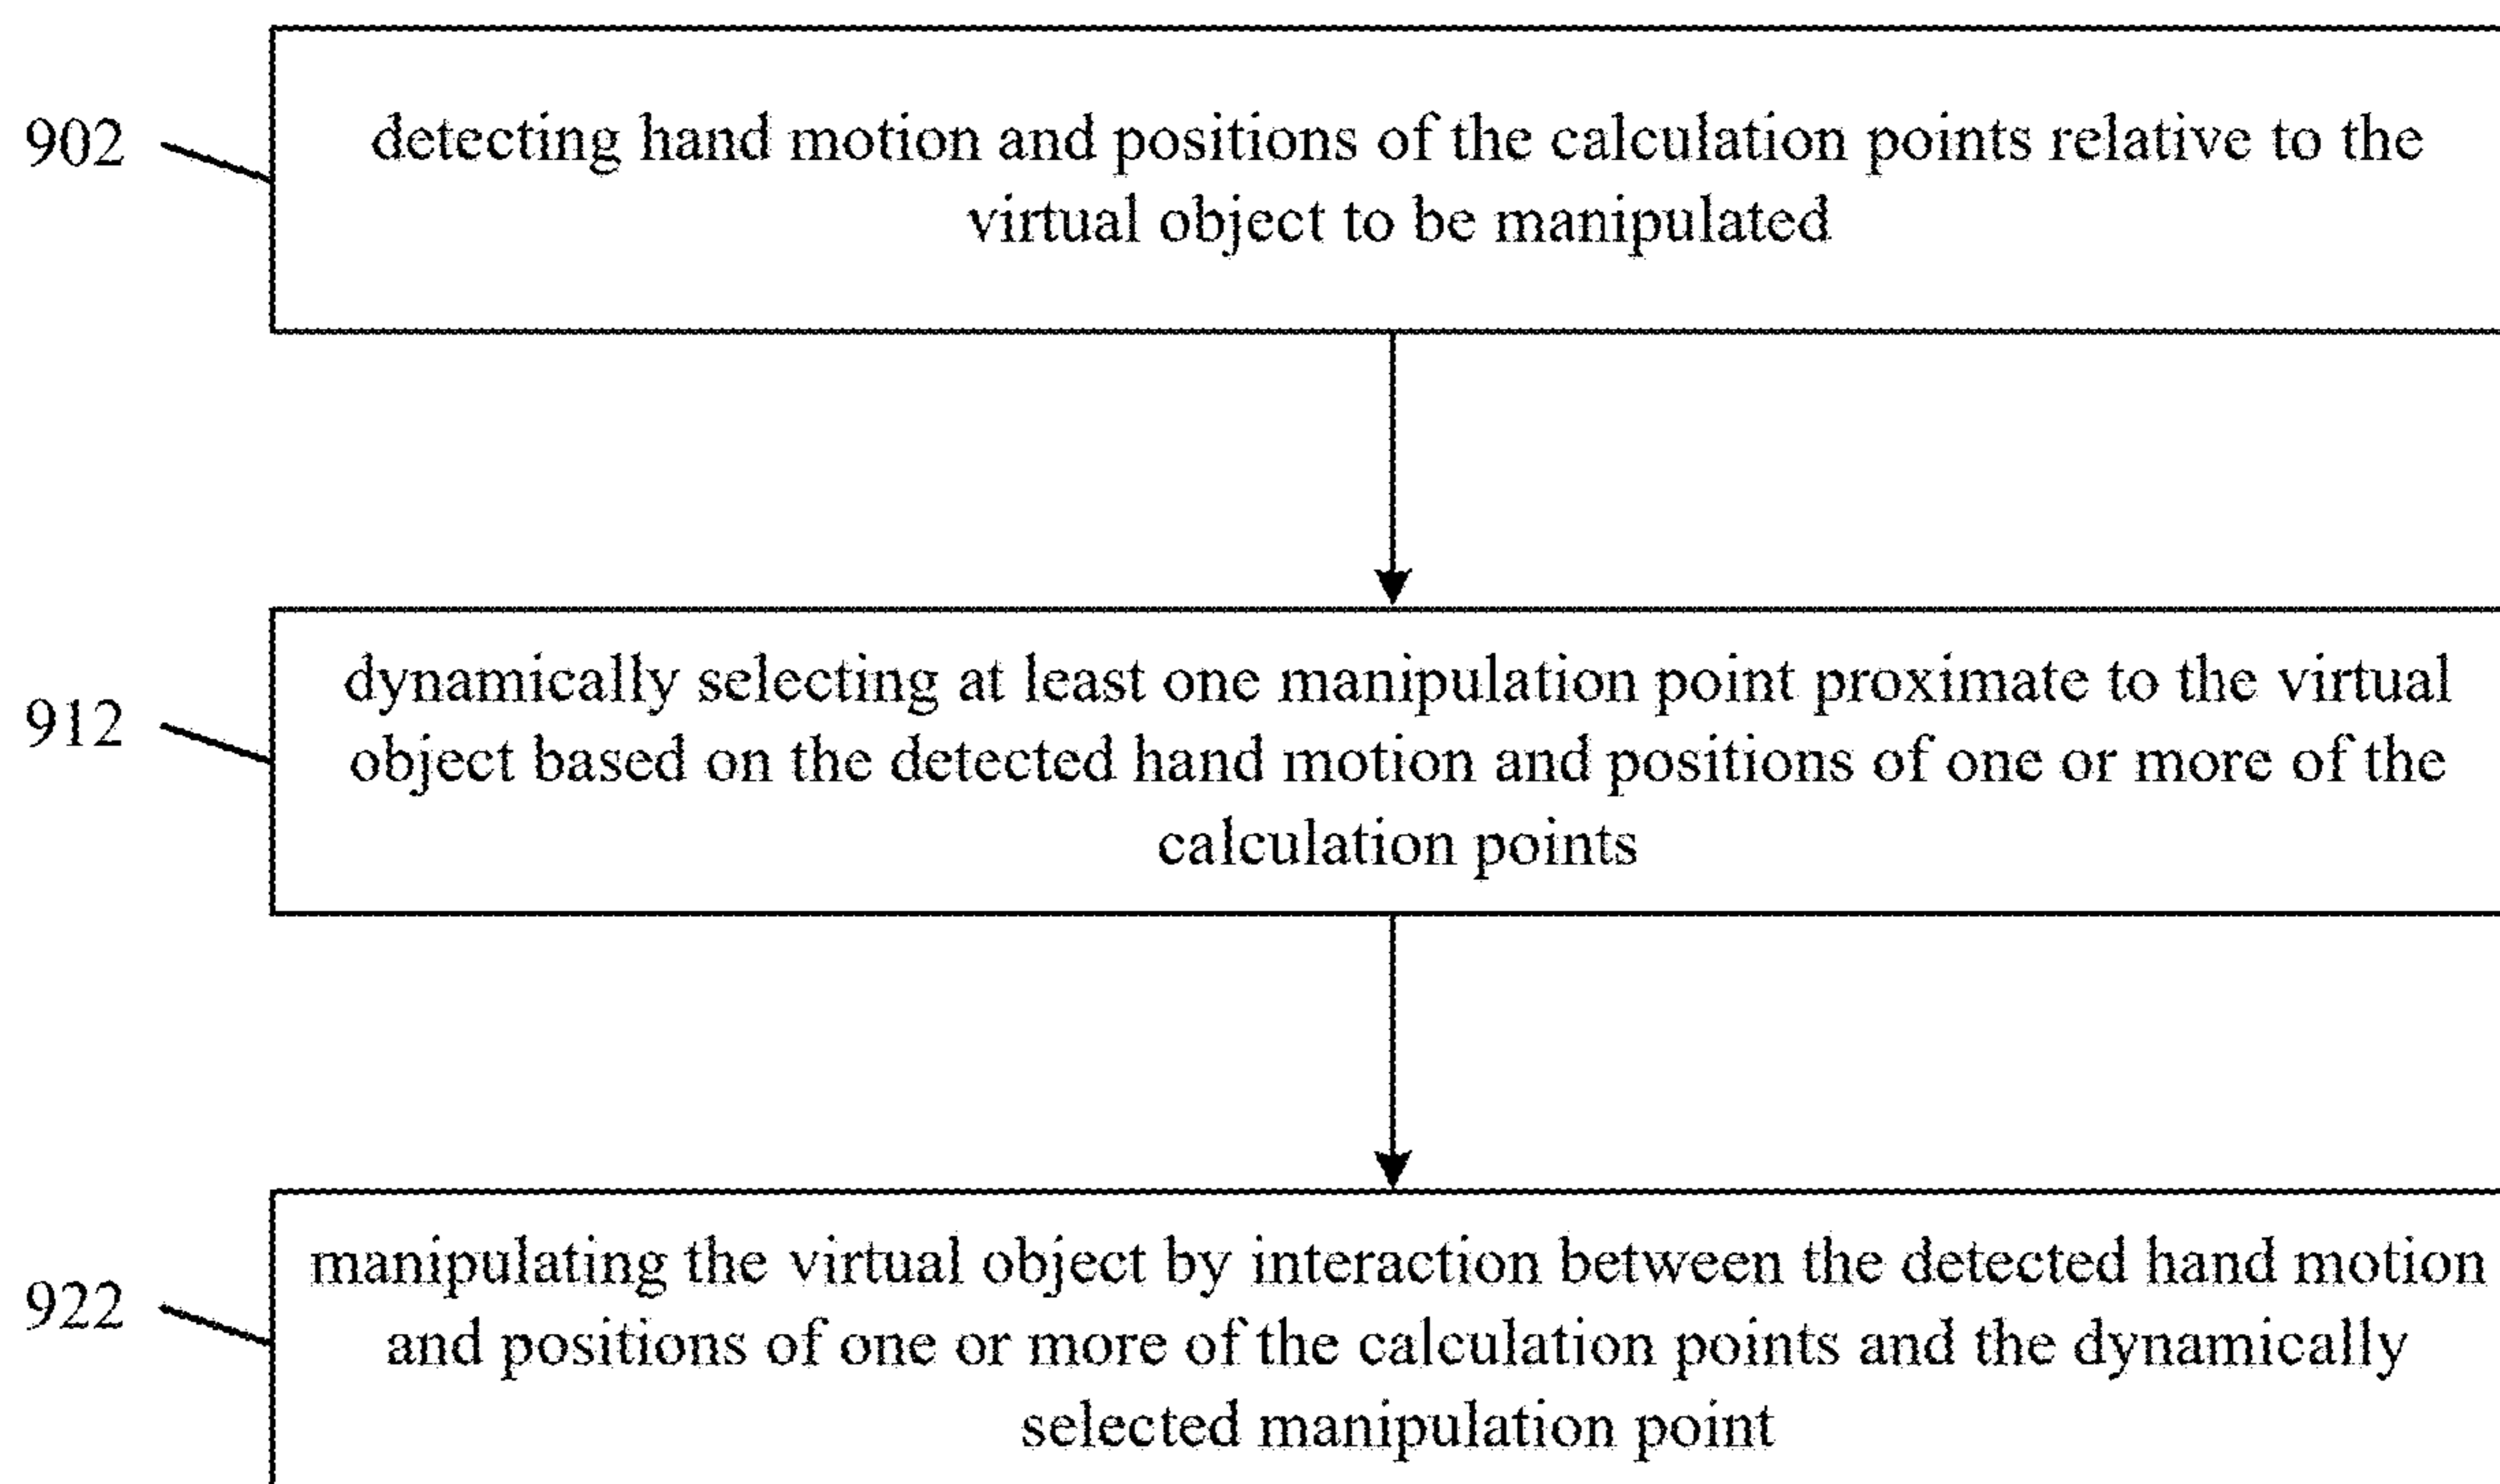 902
detecting hand motion and positions of the calculation points relative to the
virtual object to be manipulated
912
dynamically selecting at least one manipulation point proximate to the virtual
object based on the detected hand motion and positions of one or more of the
calculation points
922
manipulating the virtual object by interaction between the detected hand motion
and positions of one or more of the calculation points and the dynamically
selected manipulation point